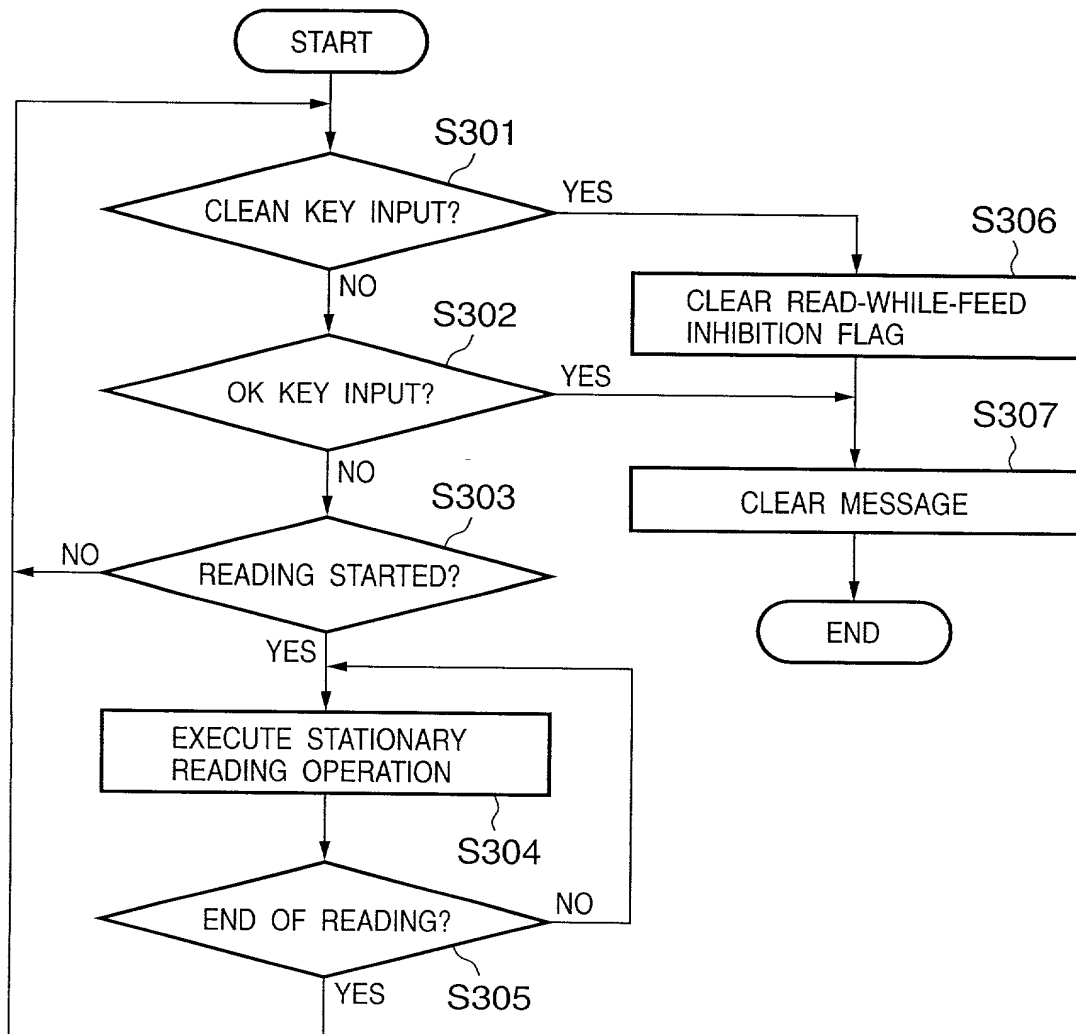 START
S301
CLEAN KEY INPUT?
YES
NO
S306
CLEAR READ-WHILE-FEED
INHIBITION FLAG
S302
OK KEY INPUT?
YES
NO
S307
CLEAR MESSAGE
S303
READING STARTED?
NO
YES
END
EXECUTE STATIONARY
READING OPERATION
S304
END OF READING?
NO
YES
S305